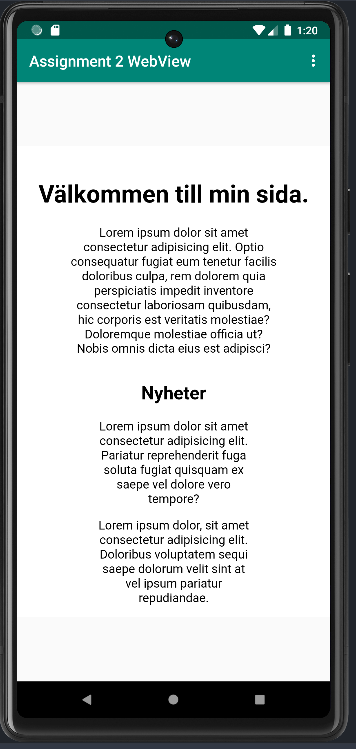 1:20
Assignment 2 WebView
Välkommen till min sida.
Lorem ipsum dolor sit amet
consectetur adipisicing elit. Optio
consequatur fugiat eum tenetur facilis
doloribus culpa, rem dolorem quia
perspiciatis impedit inventore
consectetur laboriosam quibusdam,
hic corporis est veritatis molestiae?
Doloremque molestiae officia ut?
Nobis omnis dicta eius est adipisci?
Nyheter
Lorem ipsum dolor sit amet
consectetur adipisicing elit.
Pariatur reprehenderit fuga
soluta fugiat quisquam ex
saepe vel dolore vero
tempore?
Lorem ipsum dolor, sit amet
consectetur adipisicing elit.
Doloribus voluptatem sequi
saepe dolorum velit sint at
vel ipsum pariatur
repudiandae.